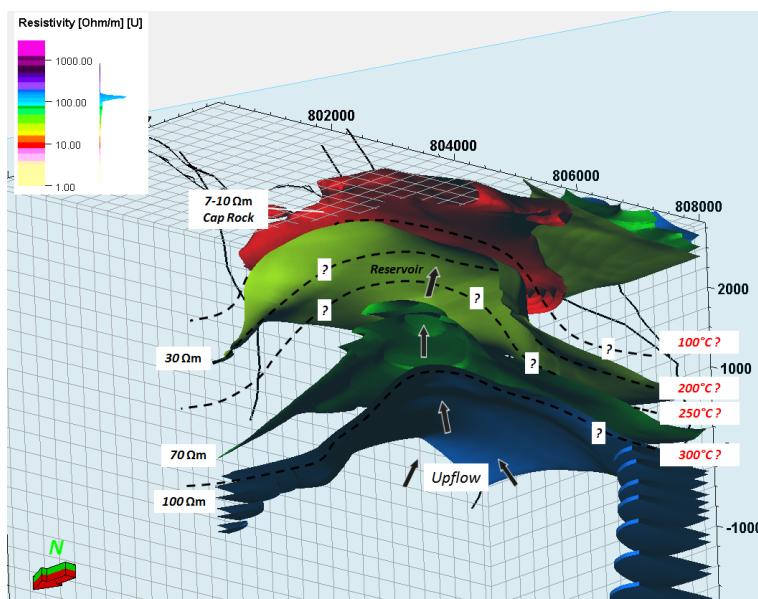 Resistivity [Ohm/m] [U]
1000.00
100.00
10.00
1.00
802000
804000
806000
808000
7-10 Ωm
Cap Rock
?
Reservoir
?
?
2000
?
100°C ?
1000
30 Ωm
?
200°C ?
250°C ?
?
70 Ωm
300°C ?
Upflow
100 Ωm
-1000
N